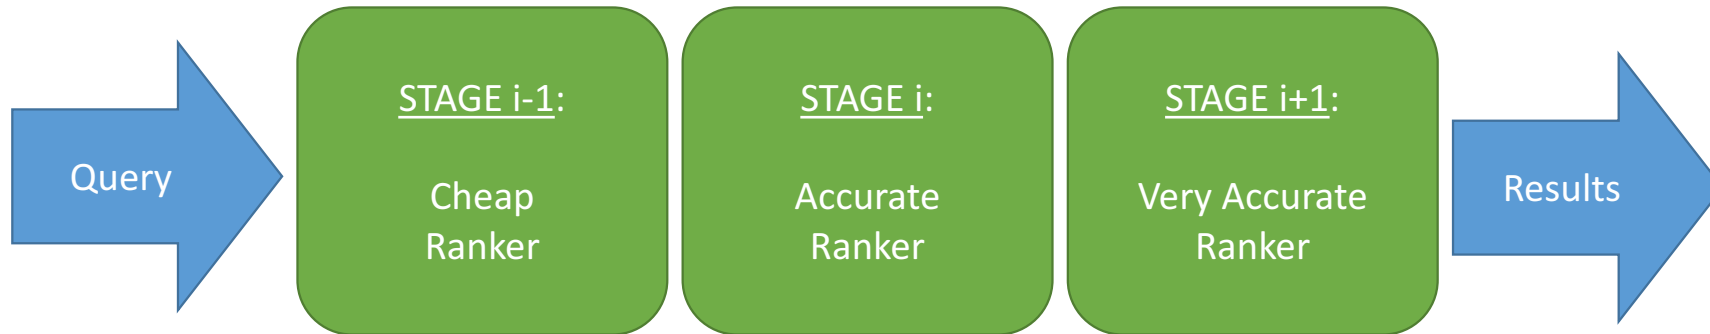 Query
STAGE i-1:
Cheap
Ranker
STAGE i:
Accurate
Ranker
STAGE i+1:
Very Accurate
Ranker
Results